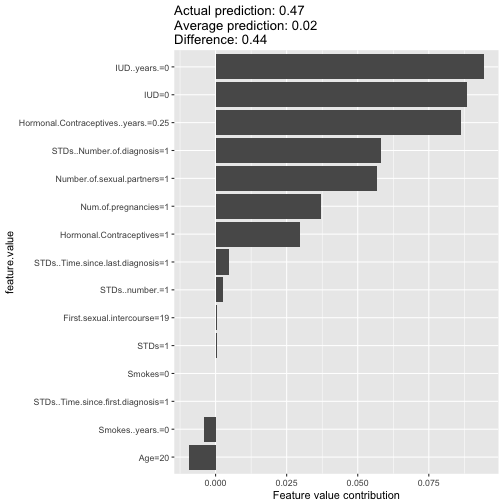 Actual prediction: 0.47
Average prediction: 0.02
Difference: 0.44
IUD..years.=0
IUD=0
Hormonal.Contraceptives..years.=0.25
STDs..Number.of.diagnosis=1
Number.of.sexual.partners=1
Num.of.pregnancies=1
Hormonal.Contraceptives=1
STDs..Time.since.last.diagnosis=1
STDs..number.=1
First.sexual.intercourse=19
STDs=1
Smokes=0
STDs..Time.since.first.diagnosis=1
Smokes..years.=0
Age=20
feature.value
0.000 0.025 0.050 0.075
Feature value contribution